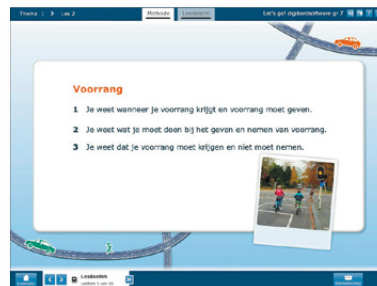 Thema 1 > Les 2
Methode
Leerkracht
Let's go! digibordsoftware gr 7
Voorrang
1 Je weet wanneer je voorrang krijgt en voorrang moet geven.
2 Je weet wat je moet doen bij het geven en nemen van voorrang.
3 Je weet dat je voorrang moet krijgen en niet moet nemen.
Lesdoelen